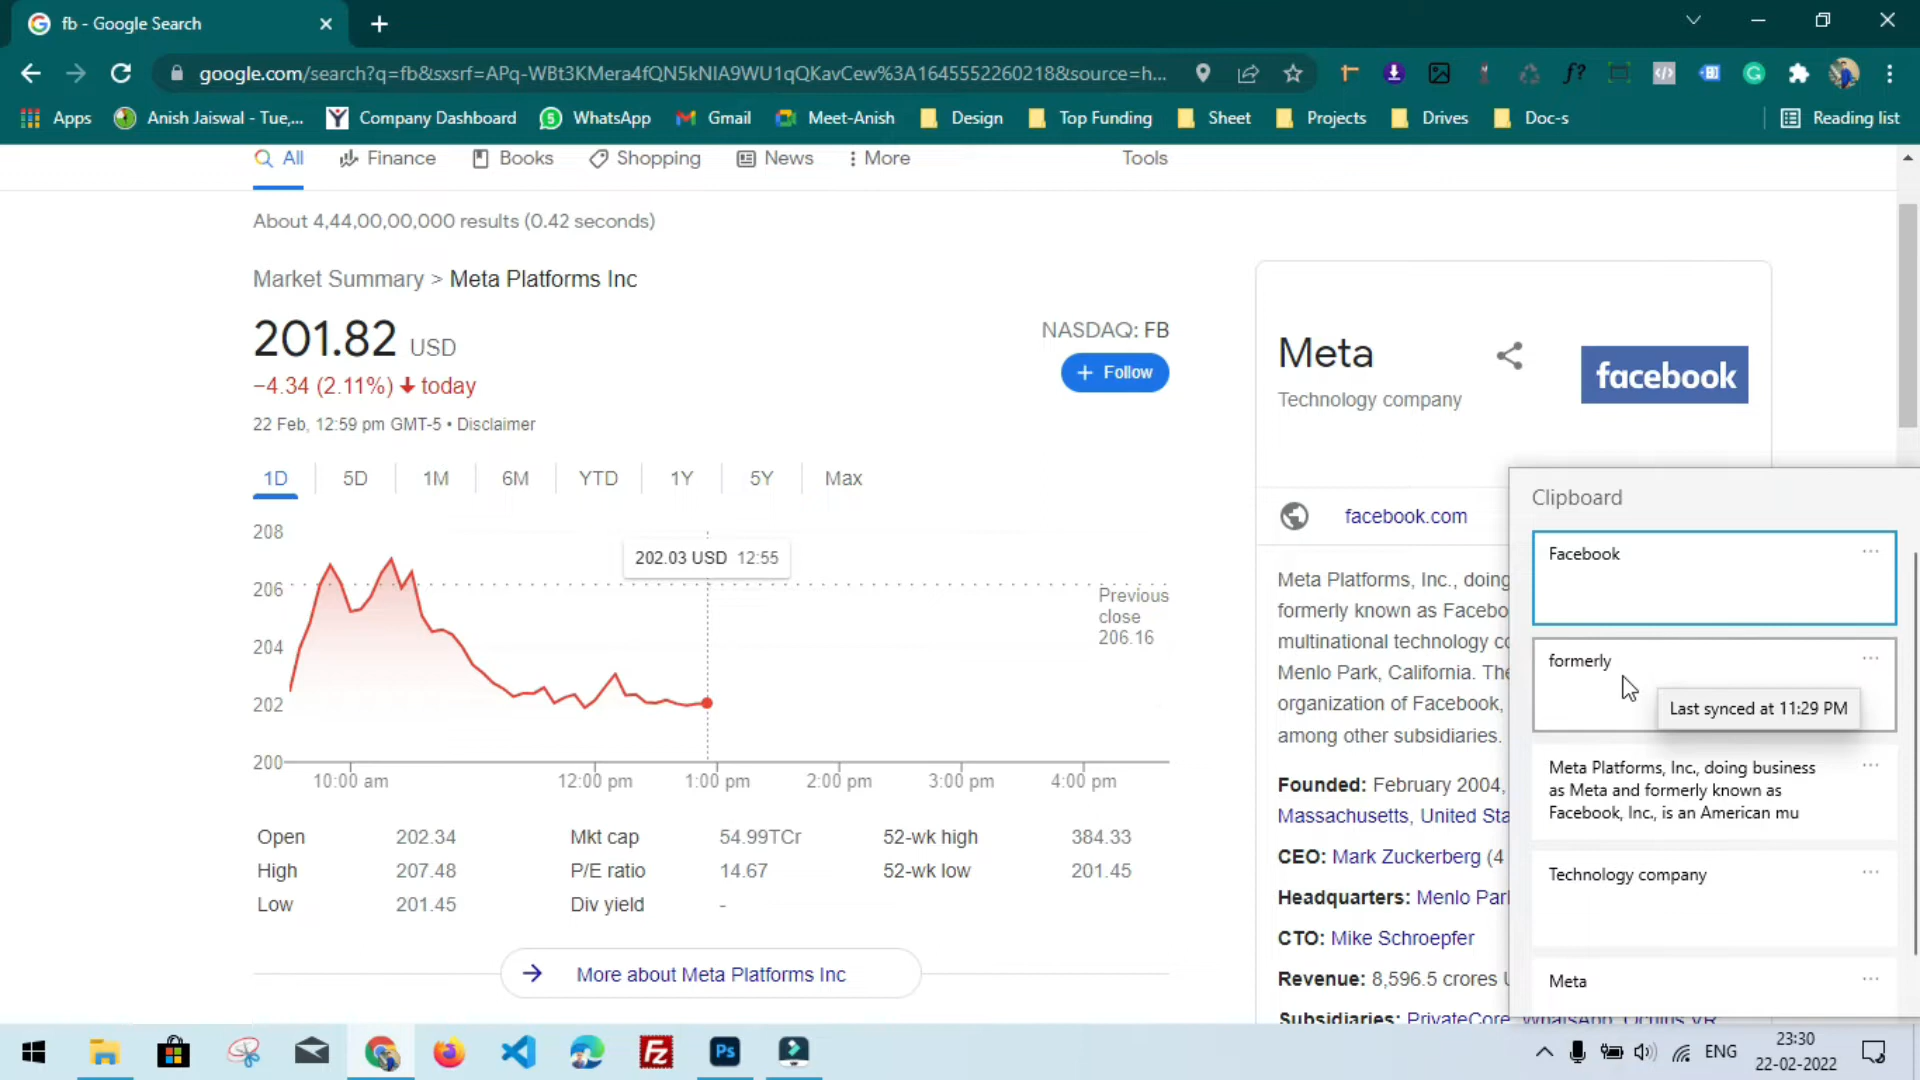 fb - Google Search
google.com/search?q=fb&sxsrf=APq-WBt3KMera4fQN5kNIA9WU1qQKavCew%3A1645552260218&source=h...
f?
Apps
Anish Jaiswal - Tue,...
Company Dashboard
WhatsApp
Gmail
Meet-Anish
Design
Top Funding
Sheet
Projects
Drives
Doc-s
Reading list
All
Finance
Books
Shopping
News
More
Tools
About 4,44,00,00,000 results (0.42 seconds)
Market Summary > Meta Platforms Inc
201.82 USD
−4.34 (2.11%) today
22 Feb, 12:59 pm GMT-5 • Disclaimer
NASDAQ: FB
+ Follow
1D 5D 1M 6M YTD 1Y 5Y Max
208
206
204
202
200
202.03 USD 12:55
Previous
close
206.16
10:00 am 12:00 pm 1:00 pm 2:00 pm 3:00 pm 4:00 pm
Open 202.34 Mkt cap 54.99TCr 52-wk high 384.33
High 207.48 P/E ratio 14.67 52-wk low 201.45
Low 201.45 Div yield -
More about Meta Platforms Inc
Meta
Technology company
facebook
facebook.com
Meta Platforms, Inc., doing
formerly known as Facebo
multinational technology co
Menlo Park, California. The
organization of Facebook,
among other subsidiaries.
Founded: February 2004,
Massachusetts, United Sta
CEO: Mark Zuckerberg (4
Headquarters: Menlo Par
CTO: Mike Schroepfer
Revenue: 8,596.5 crores
Subsidiaries: PrivateCore, WhatsApp, Oculus VR
Clipboard
Facebook
formerly
Last synced at 11:29 PM
Meta Platforms, Inc., doing business
as Meta and formerly known as
Facebook, Inc., is an American mu
Technology company
Meta
Fz
Ps
ENG
23:30
22-02-2022